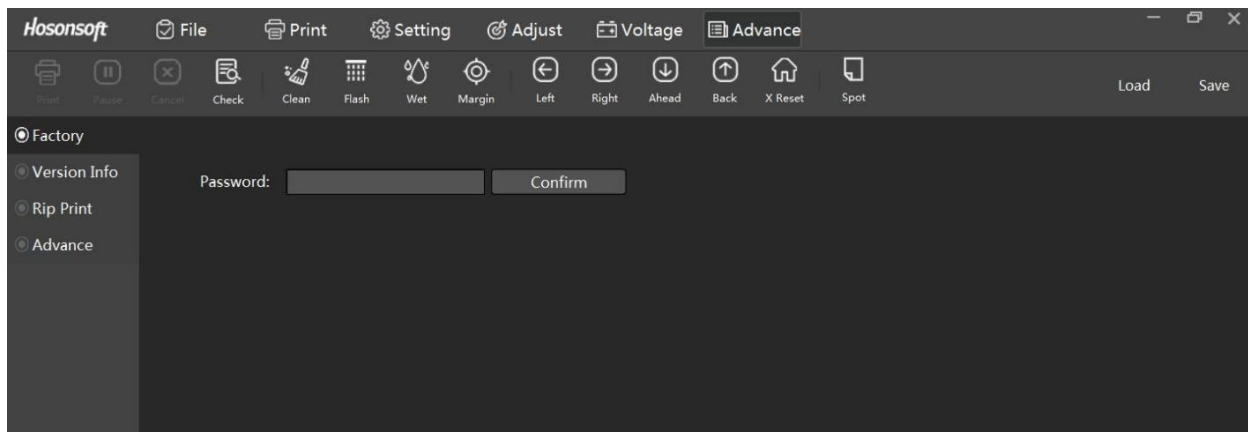 Hosonsoft File Print Setting Adjust Voltage Advance
Print Pause Cancel Check Clean Flash Wet Margin Left Right Ahead Back X Reset Spot Load Save
Factory
Version Info
Password: Confirm
Rip Print
Advance